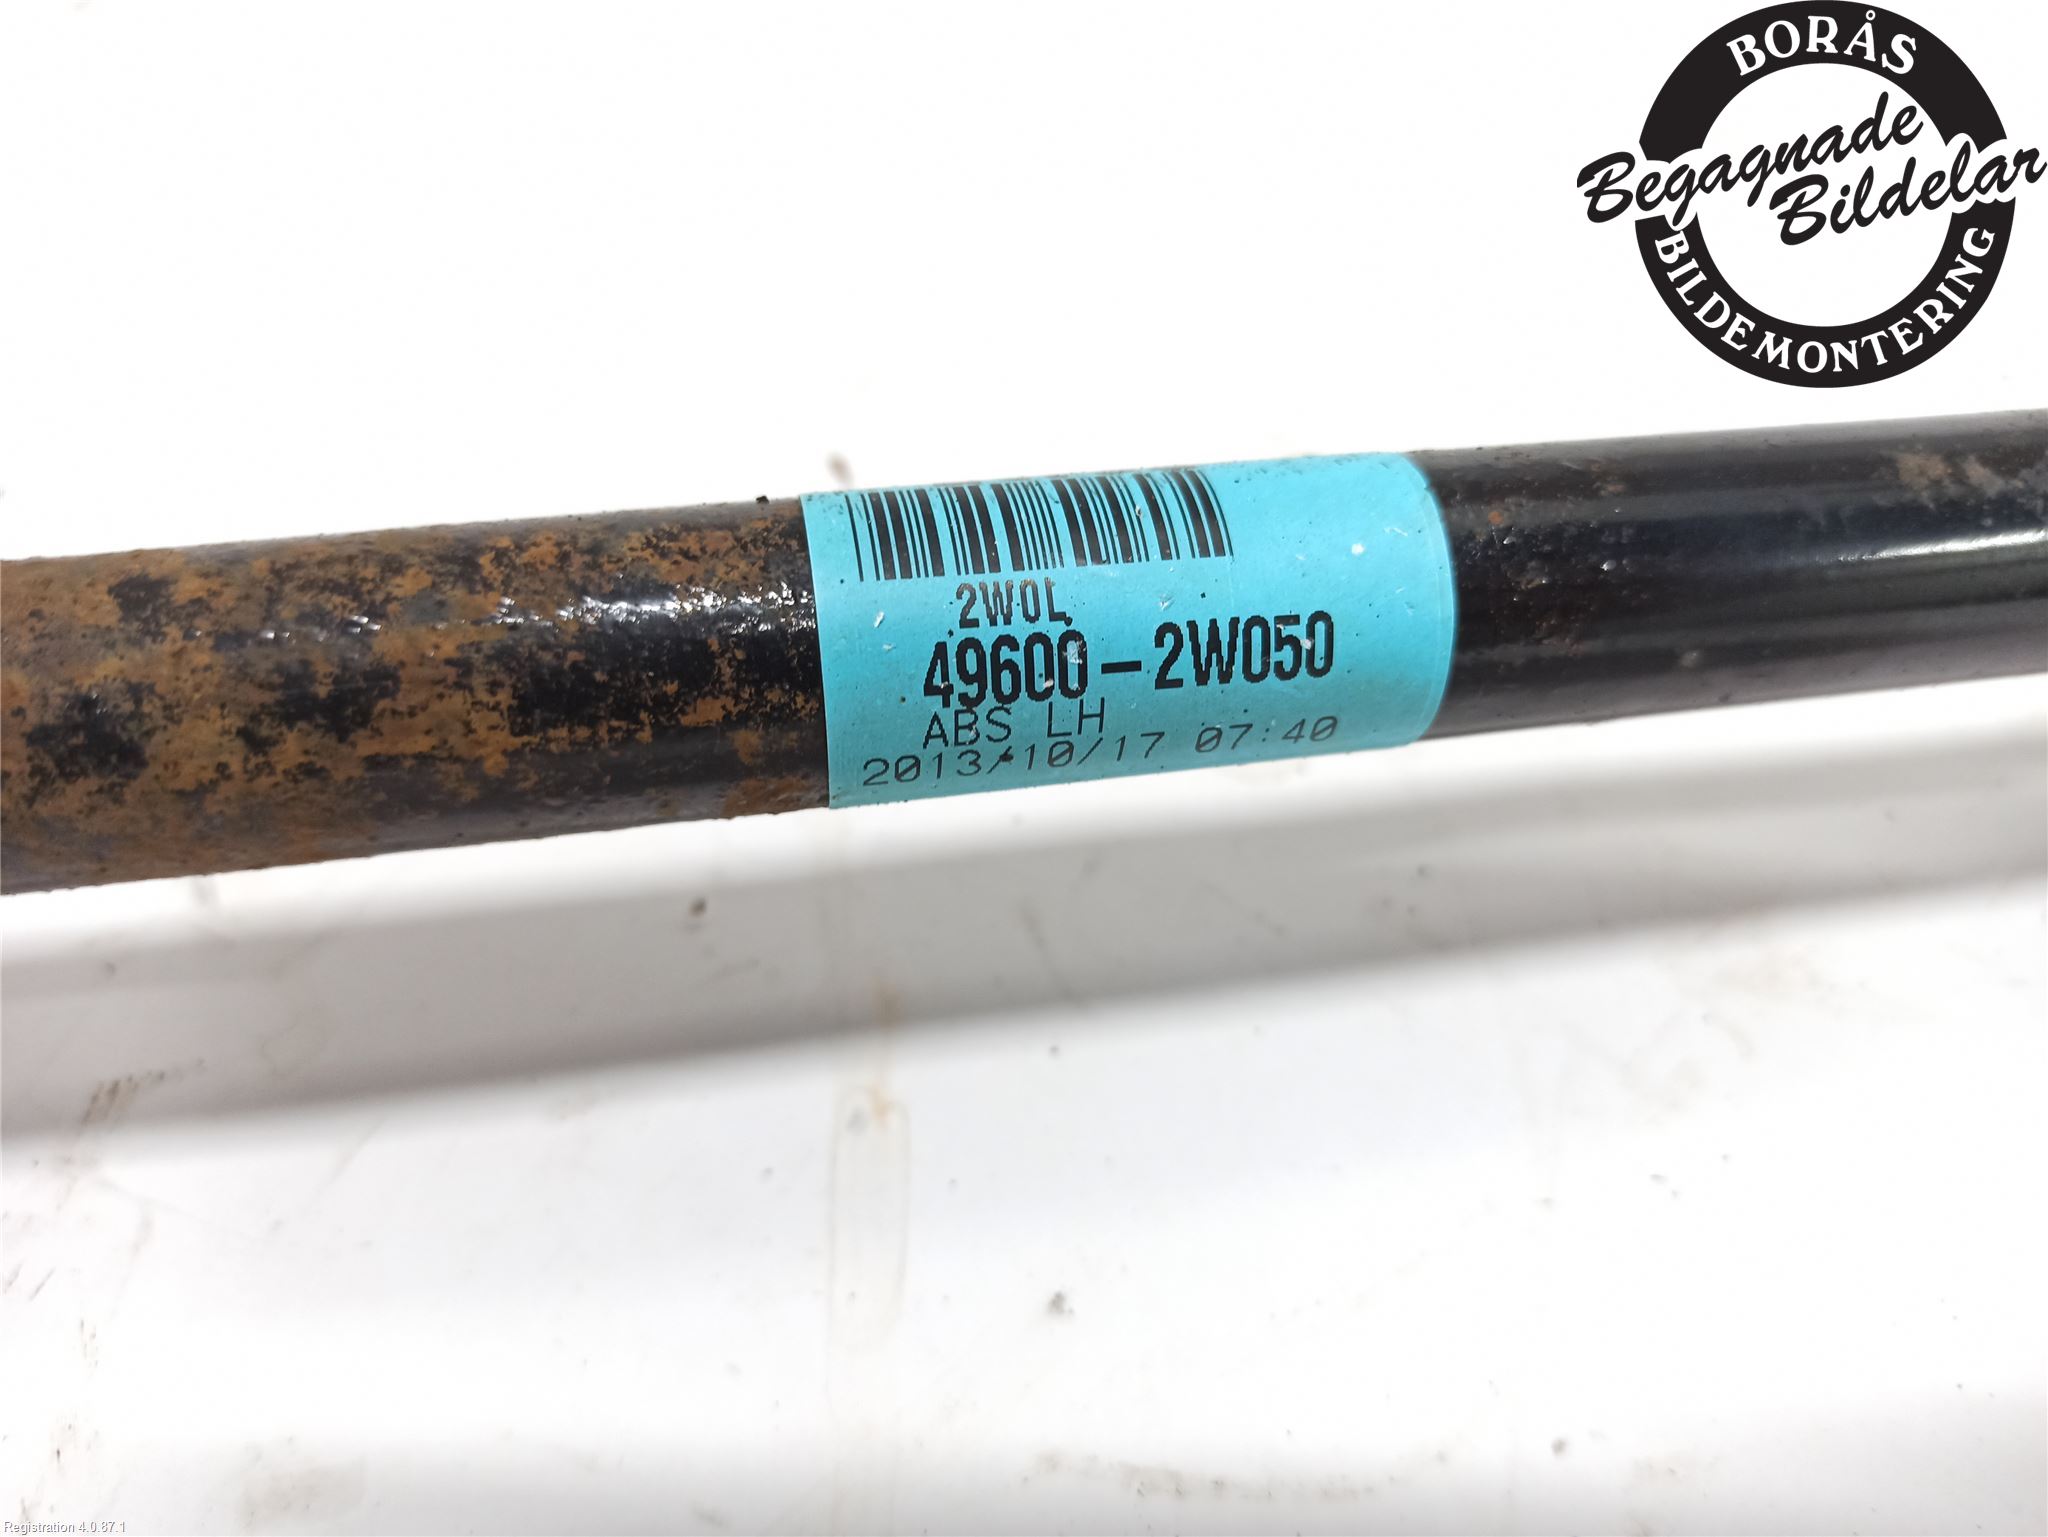 BORÅS
Begagnade
Bildelar
BILDEMONTERING
2W0L
49600-2W050
ABS LH
2013/10/17 07:40
Registration 4.0.87.1